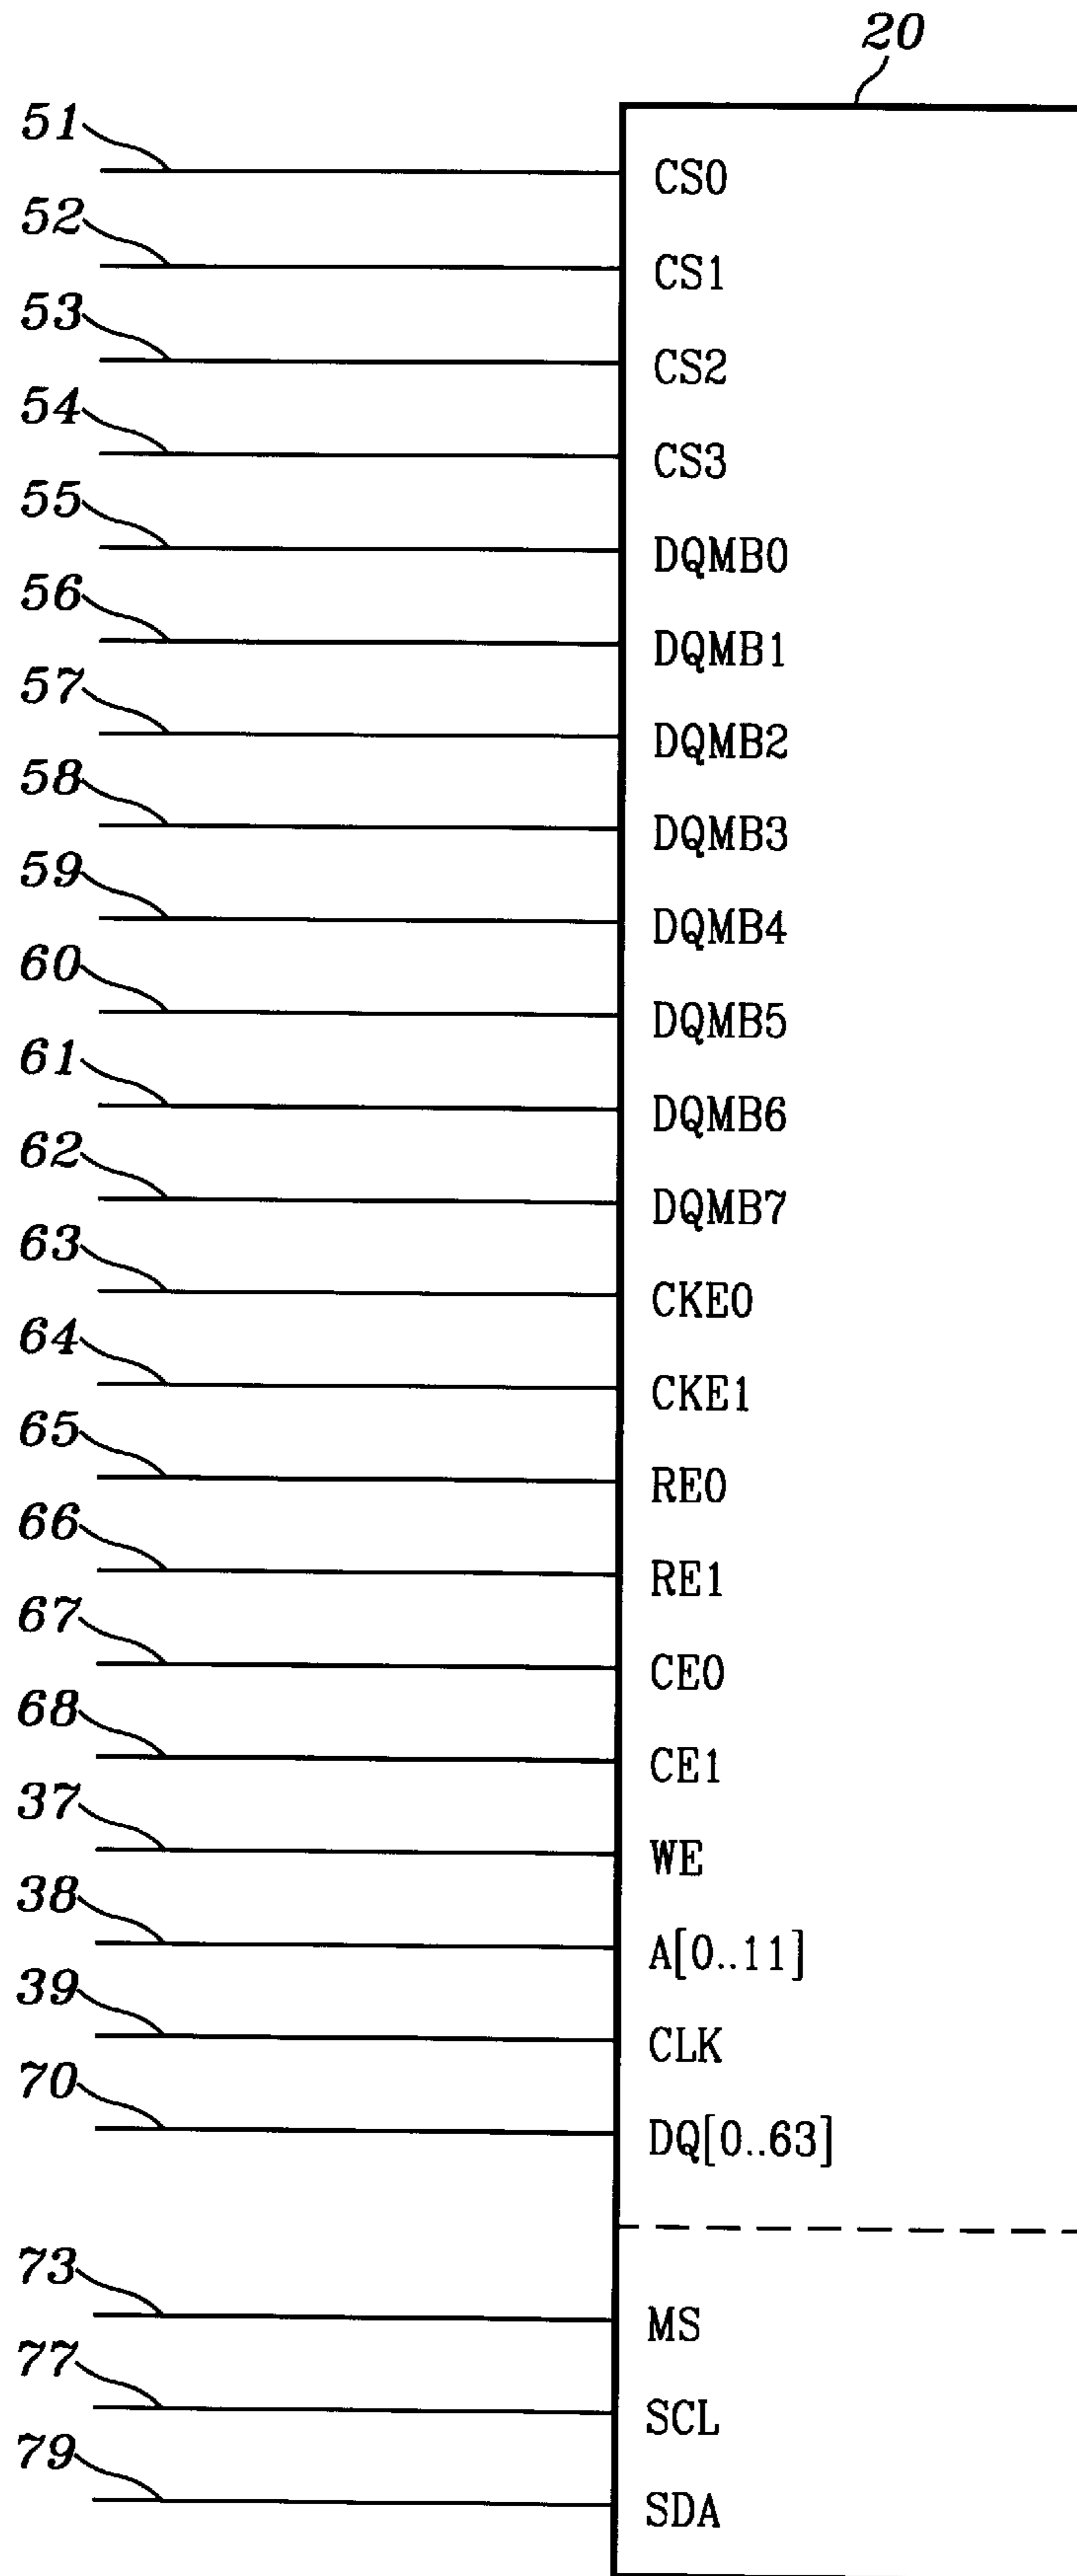 20
51
CS0
52
CS1
53
CS2
54
CS3
55
DQMB0
56
DQMB1
57
DQMB2
58
DQMB3
59
DQMB4
60
DQMB5
61
DQMB6
62
DQMB7
63
CKE0
64
CKE1
65
RE0
66
RE1
67
CE0
68
CE1
37
WE
38
A[0..11]
39
CLK
70
DQ[0..63]
73
MS
77
SCL
79
SDA